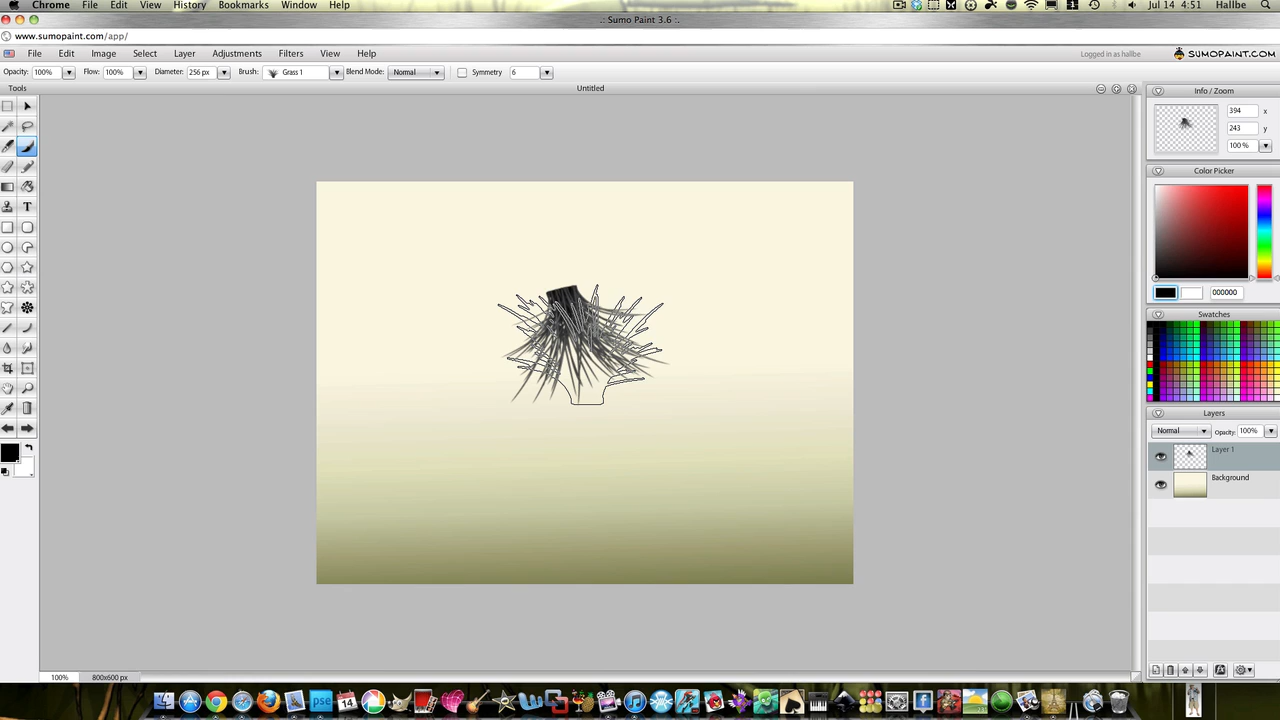 Chrome File Edit View History Bookmarks Window Help Jul 14 4:51 Hallbe
.: Sumo Paint 3.6 :.
www.sumopaint.com/app/
File Edit Image Select Layer Adjustments Filters View Help Logged in as hallbe SUMOPAINT.COM
Opacity: 100% Flow: 100% Diameter: 256 px Brush: Grass 1 Blend Mode: Normal Symmetry 6
Tools Untitled
Info / Zoom
394 x
243 y
100 %
Color Picker
000000
Swatches
Layers
Normal Opacity: 100%
Layer 1
Background
T
100% 800x600 px
pse
14